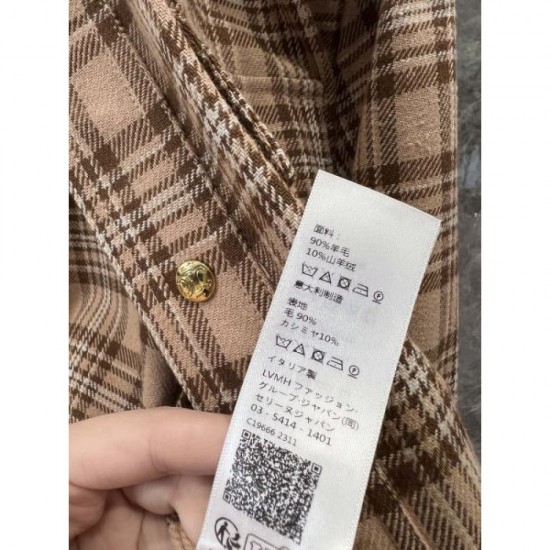 面料:
90%羊毛
10%山羊绒
意大利制造
表地
毛 90%
カシミヤ10%
イタリア製
LVMH ファッション・
グループ・ジャパン(同)
セリーヌジャパン
03 - 5414 - 1401
C19666 2311